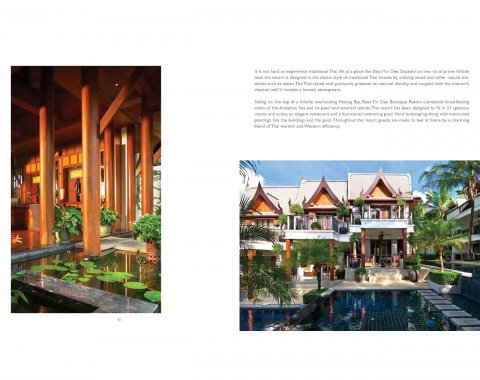 It is not hard to experience traditional Thai life at a place like Baan Yin Dee. Situated on two rai of prime hillside
land, the resort is designed in the classic style of traditional Thai houses by utilizing wood and other natural ma-
terials such as rattan. The Thai styled roof graciously presents its national identity, and coupled with the interior's
classical wall it invokes a homely atmosphere.
Sitting on the top of a hillside overlooking Patong Bay, Baan Yin Dee Boutique Resort commands breathtaking
views of the Andaman Sea and its pearl and emerald islands. The resort has been designed to fit in 21 spacious
rooms and suites, an elegant restaurant and a four-tiered swimming pool. Hard landscaping along with manicured
plantings link the buildings and the pool. Throughout the resort guests are made to feel at home by a charming
blend of Thai warmth and Western efficiency.